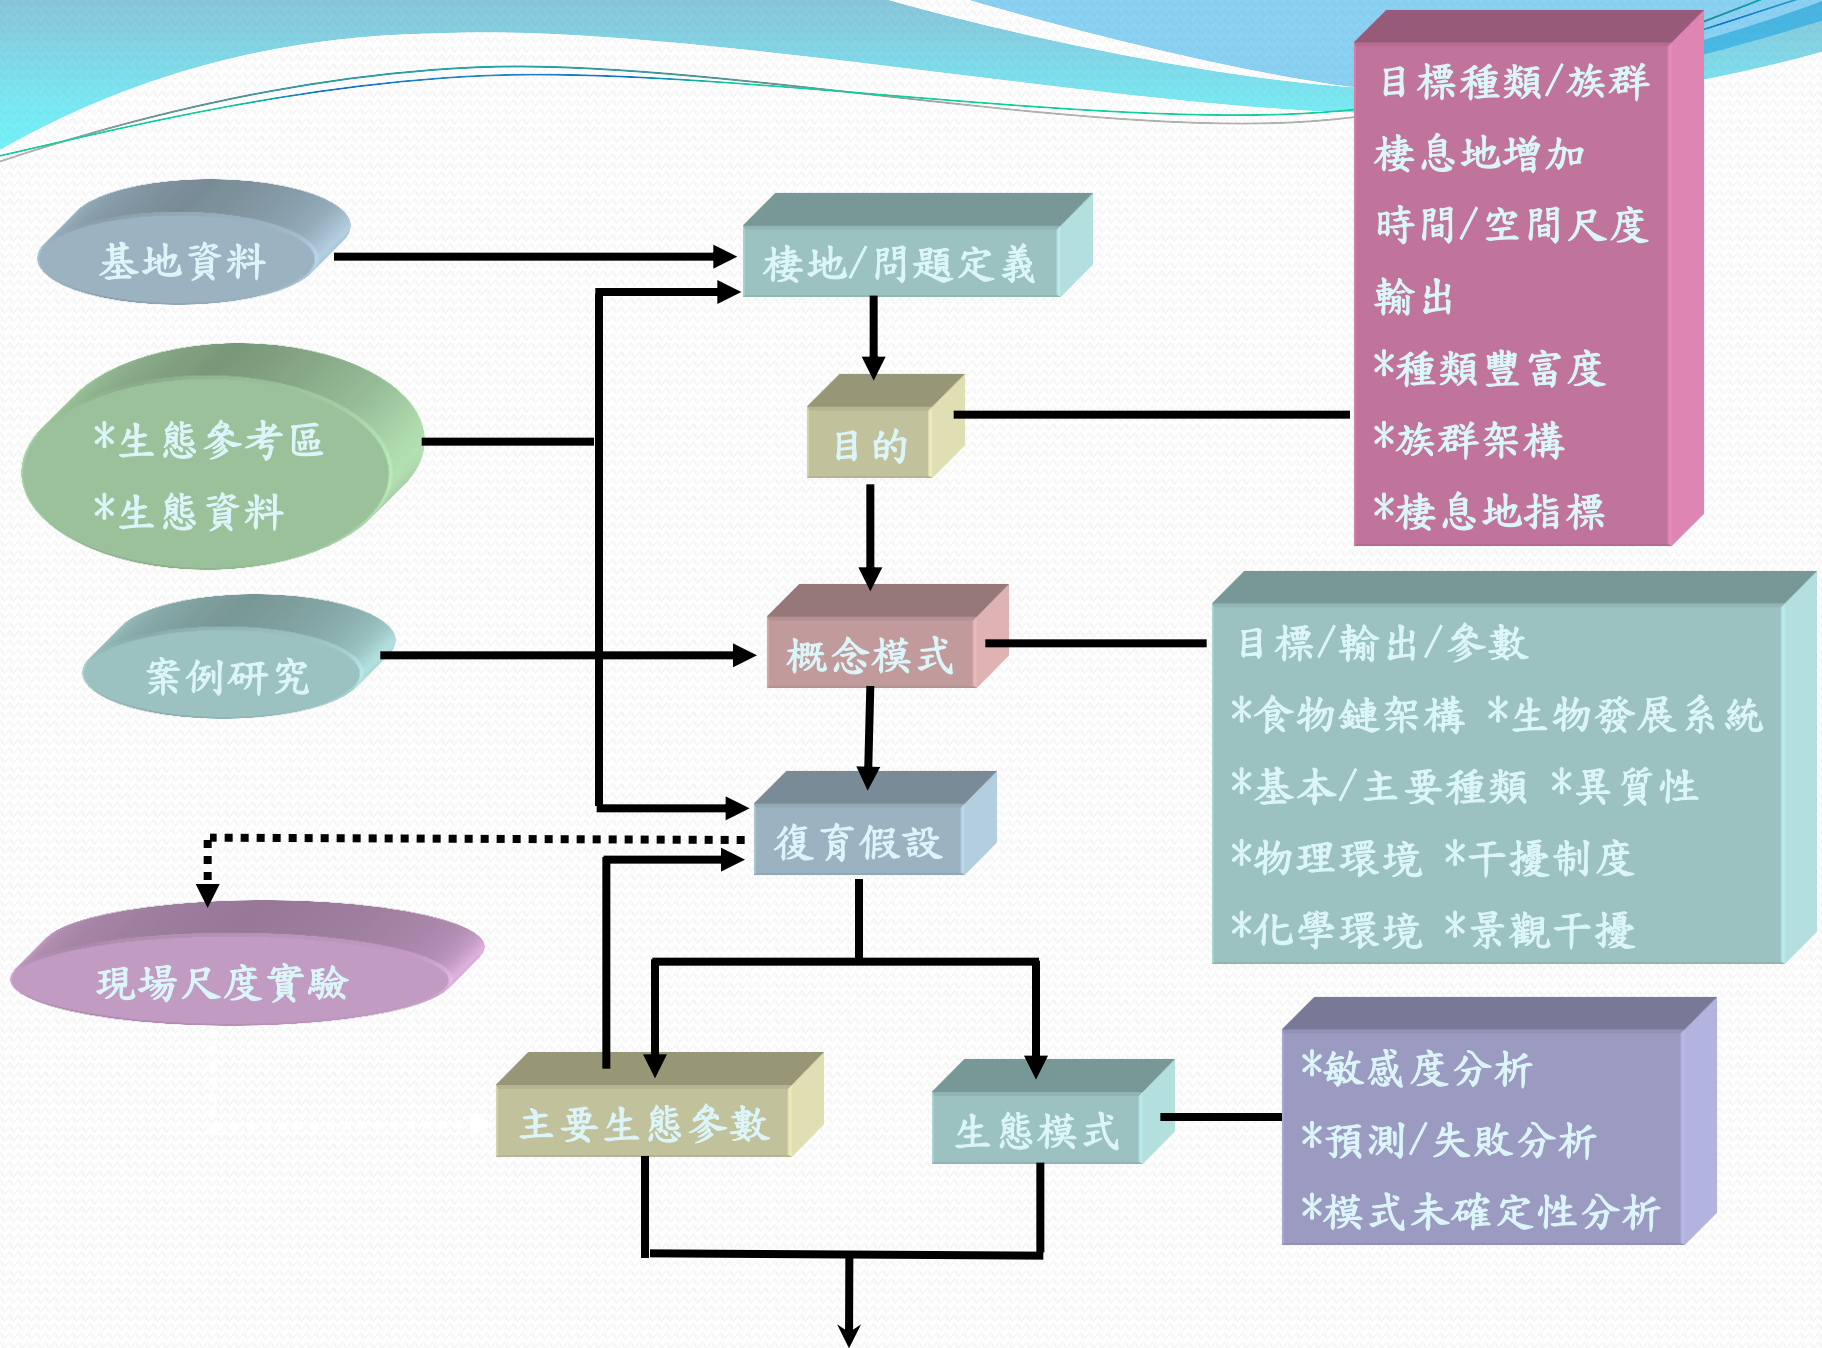 目標種類/族群
棲息地增加
時間/空間尺度
輸出
*種類豐富度
*族群架構
*棲息地指標
基地資料
棲地/問題定義
*生態參考區
*生態資料
目的
案例研究
概念模式
目標/輸出/參數
*食物鏈架構 *生物發展系統
*基本/主要種類 *異質性
*物理環境 *干擾制度
*化學環境 *景觀干擾
復育假設
現場尺度實驗
主要生態參數
生態模式
*敏感度分析
*預測/失敗分析
*模式未確定性分析